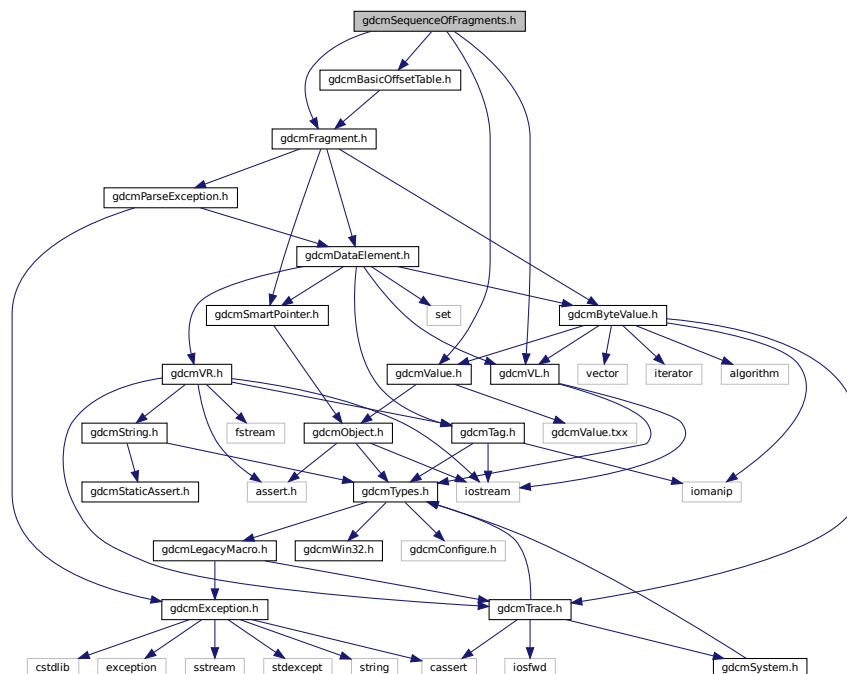 gdcmSequenceOfFragments.h
gdcmBasicOffsetTable.h
gdcmFragment.h
gdcmParseException.h
gdcmDataElement.h
gdcmSmartPointer.h
set
gdcmByteValue.h
gdcmVR.h
gdcmValue.h
gdcmVL.h
vector
iterator
algorithm
gdcmString.h
fstream
gdcmObject.h
gdcmTag.h
gdcmValue.txx
gdcmStaticAssert.h
assert.h
gdcmTypes.h
iostream
iomanip
gdcmLegacyMacro.h
gdcmWin32.h
gdcmConfigure.h
gdcmException.h
gdcmTrace.h
cstdlib
exception
sstream
stdexcept
string
cassert
iosfwd
gdcmSystem.h